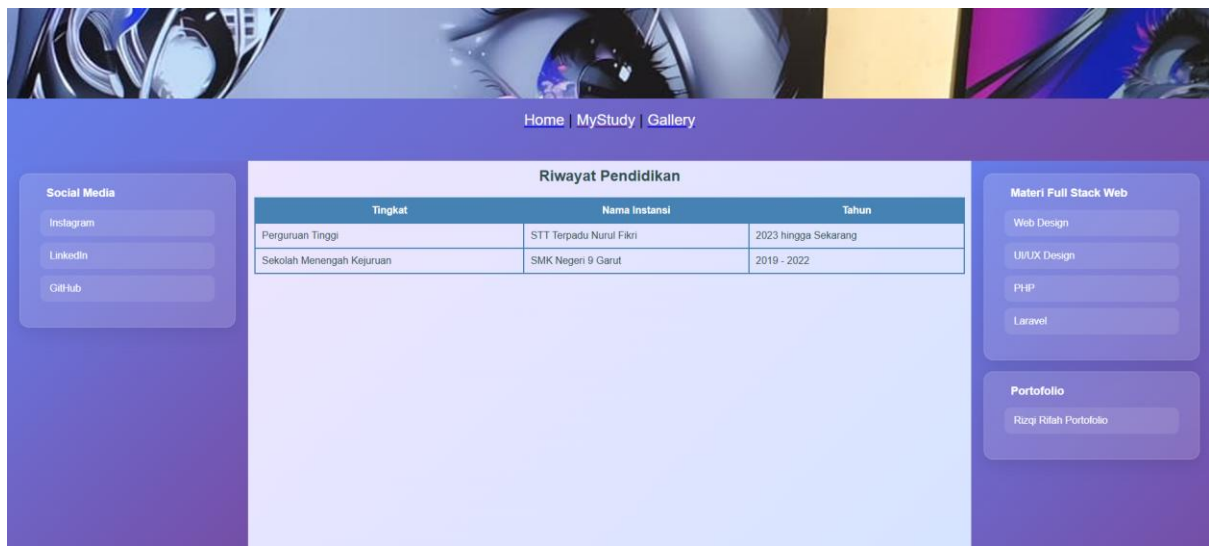 Home | MyStudy | Gallery
Social Media
Instagram
LinkedIn
GitHub
Riwayat Pendidikan
Tingkat Nama Instansi Tahun
Perguruan Tinggi STT Terpadu Nurul Fikri 2023 hingga Sekarang
Sekolah Menengah Kejuruan SMK Negeri 9 Garut 2019 - 2022
Materi Full Stack Web
Web Design
UI/UX Design
PHP
Laravel
Portofolio
Rizqi Rifah Portofolio